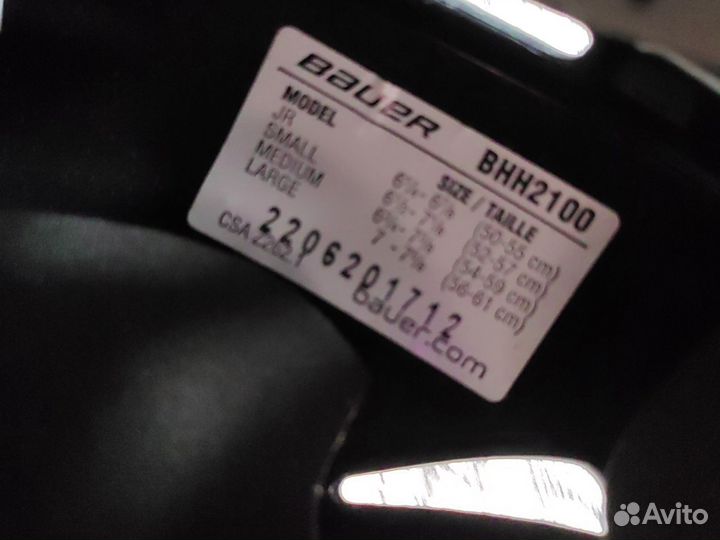 BAUER
MODEL BHH2100
SIZE / TAILLE
JR (50-55 cm)
SMALL (52-57 cm)
MEDIUM (54-59 cm)
LARGE 7 - (56-61 cm)
2206201712
CSA Z262.1
bauer.com
Avito